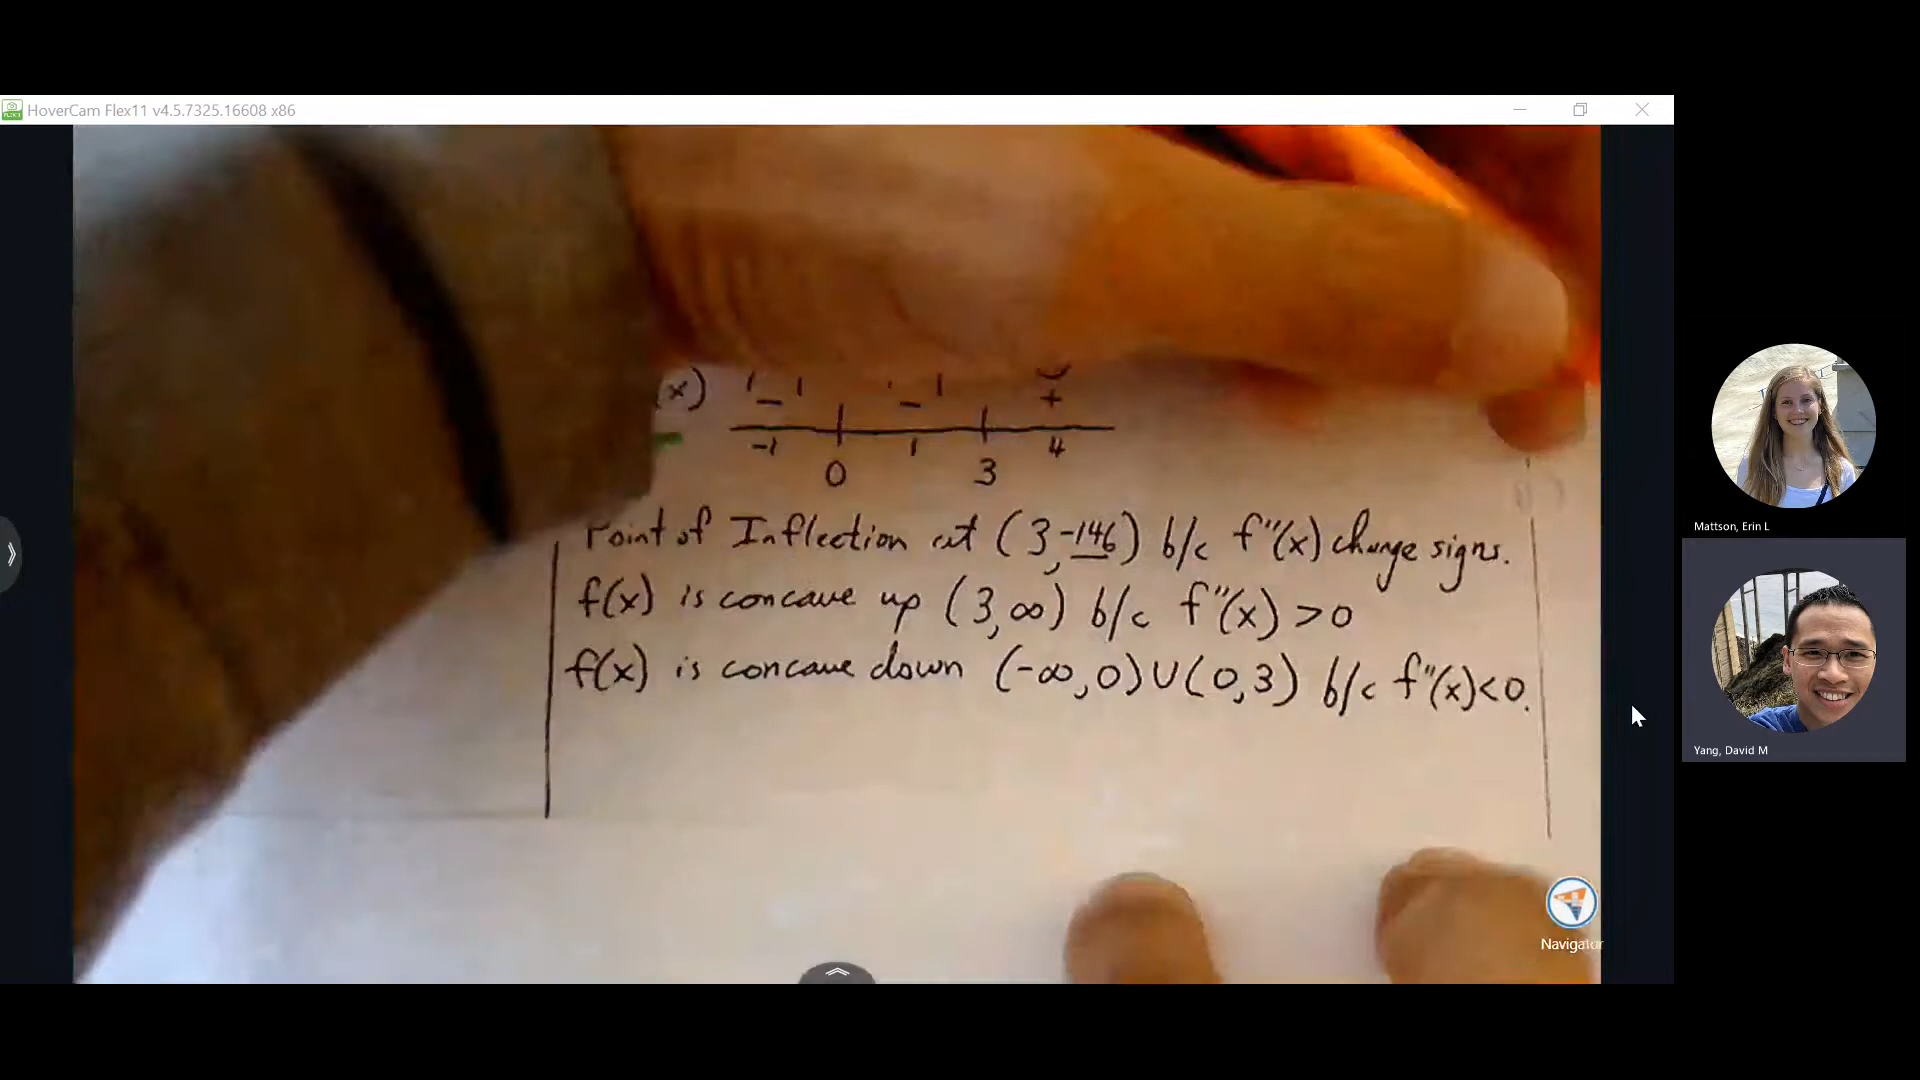 HoverCam Flex11 v4.5.7325.16608 x86
(x) - - +
-1 1 4
0 3
Point of Inflection at (3,-146) b/c f"(x) change signs.
f(x) is concave up (3,∞) b/c f"(x) >0
f(x) is concave down (-∞,0)∪(0,3) b/c f"(x)<0.
Mattson, Erin L
Yang, David M
Navigator